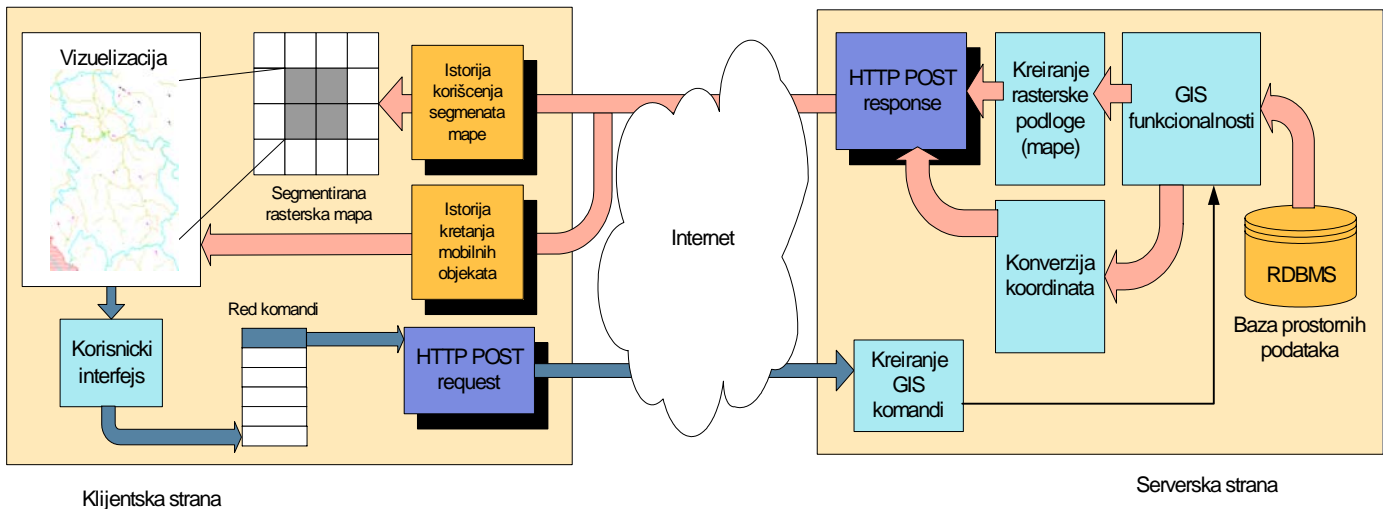 Vizuelizacija
Segmentirana
rasterska mapa
Istorija
korišcenja
segmenata
mape
Istorija
kretanja
mobilnih
objekata
Korisnicki
interfejs
Red komandi
HTTP POST
request
Klijentska strana
Internet
HTTP POST
response
Kreiranje
rasterske
podloge
(mape)
GIS
funkcionalnosti
Konverzija
koordinata
RDBMS
Baza prostornih
podataka
Kreiranje
GIS
komandi
Serverska strana